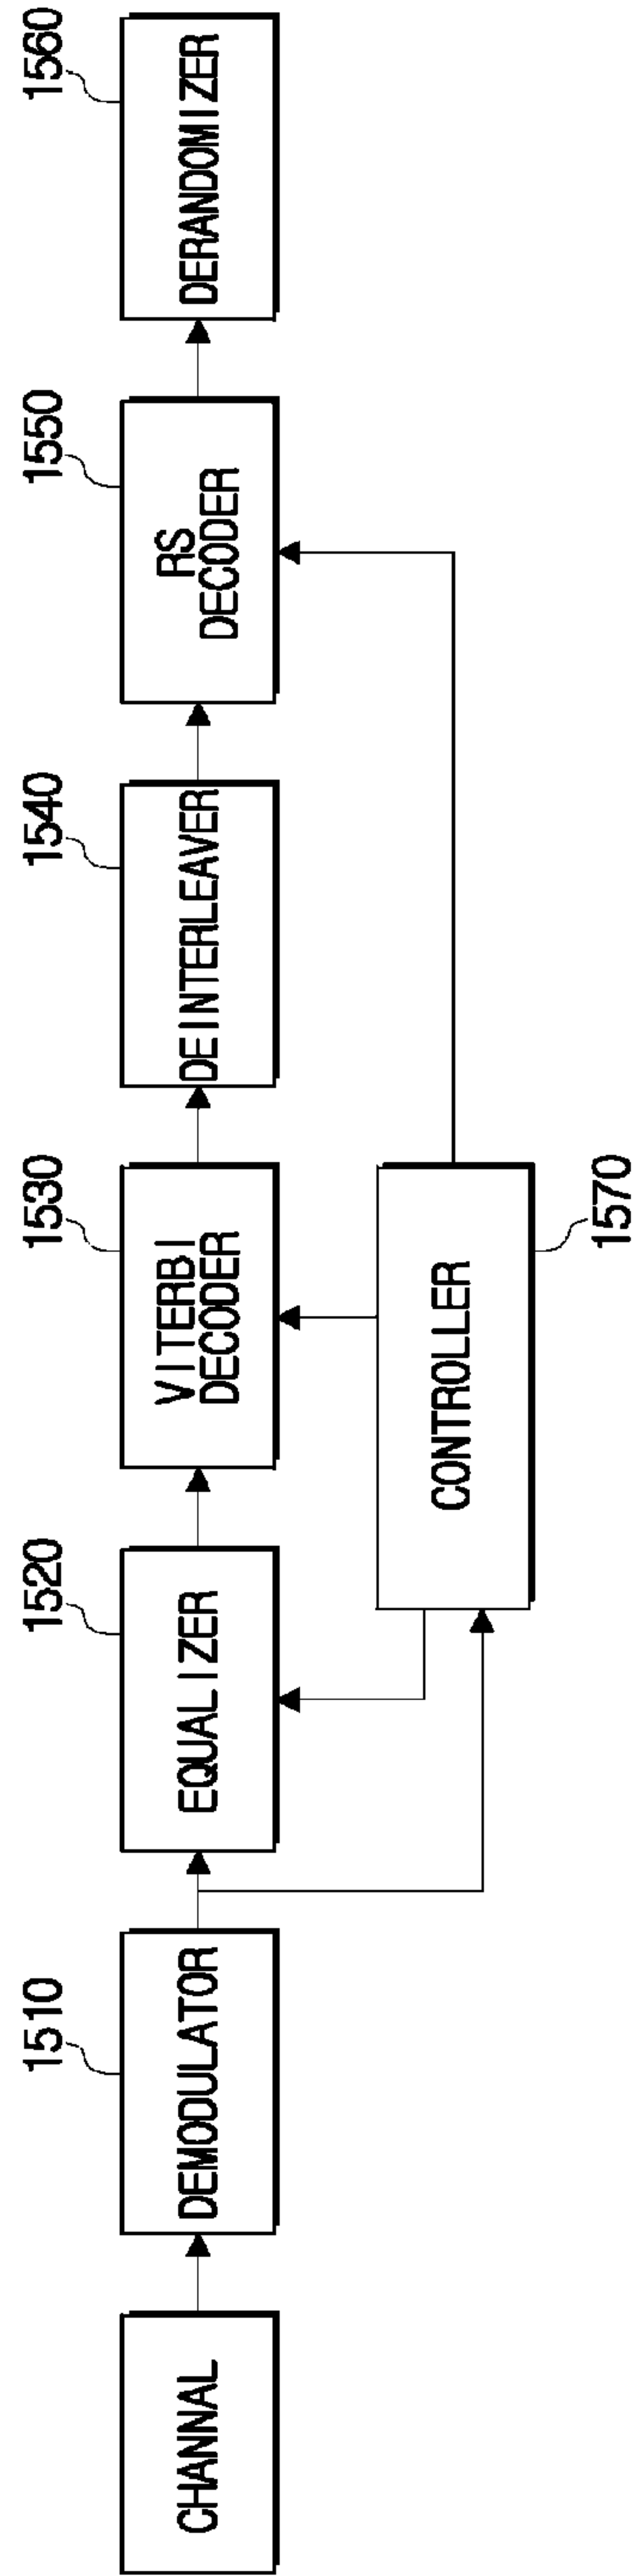 1510
1520
1530
1540
1550
1560
CHANNAL
DEMODULATOR
EQUALIZER
VITERBI
DECODER
DEINTERLEAVER
RS
DECODER
DERANDOMIZER
CONTROLLER
1570